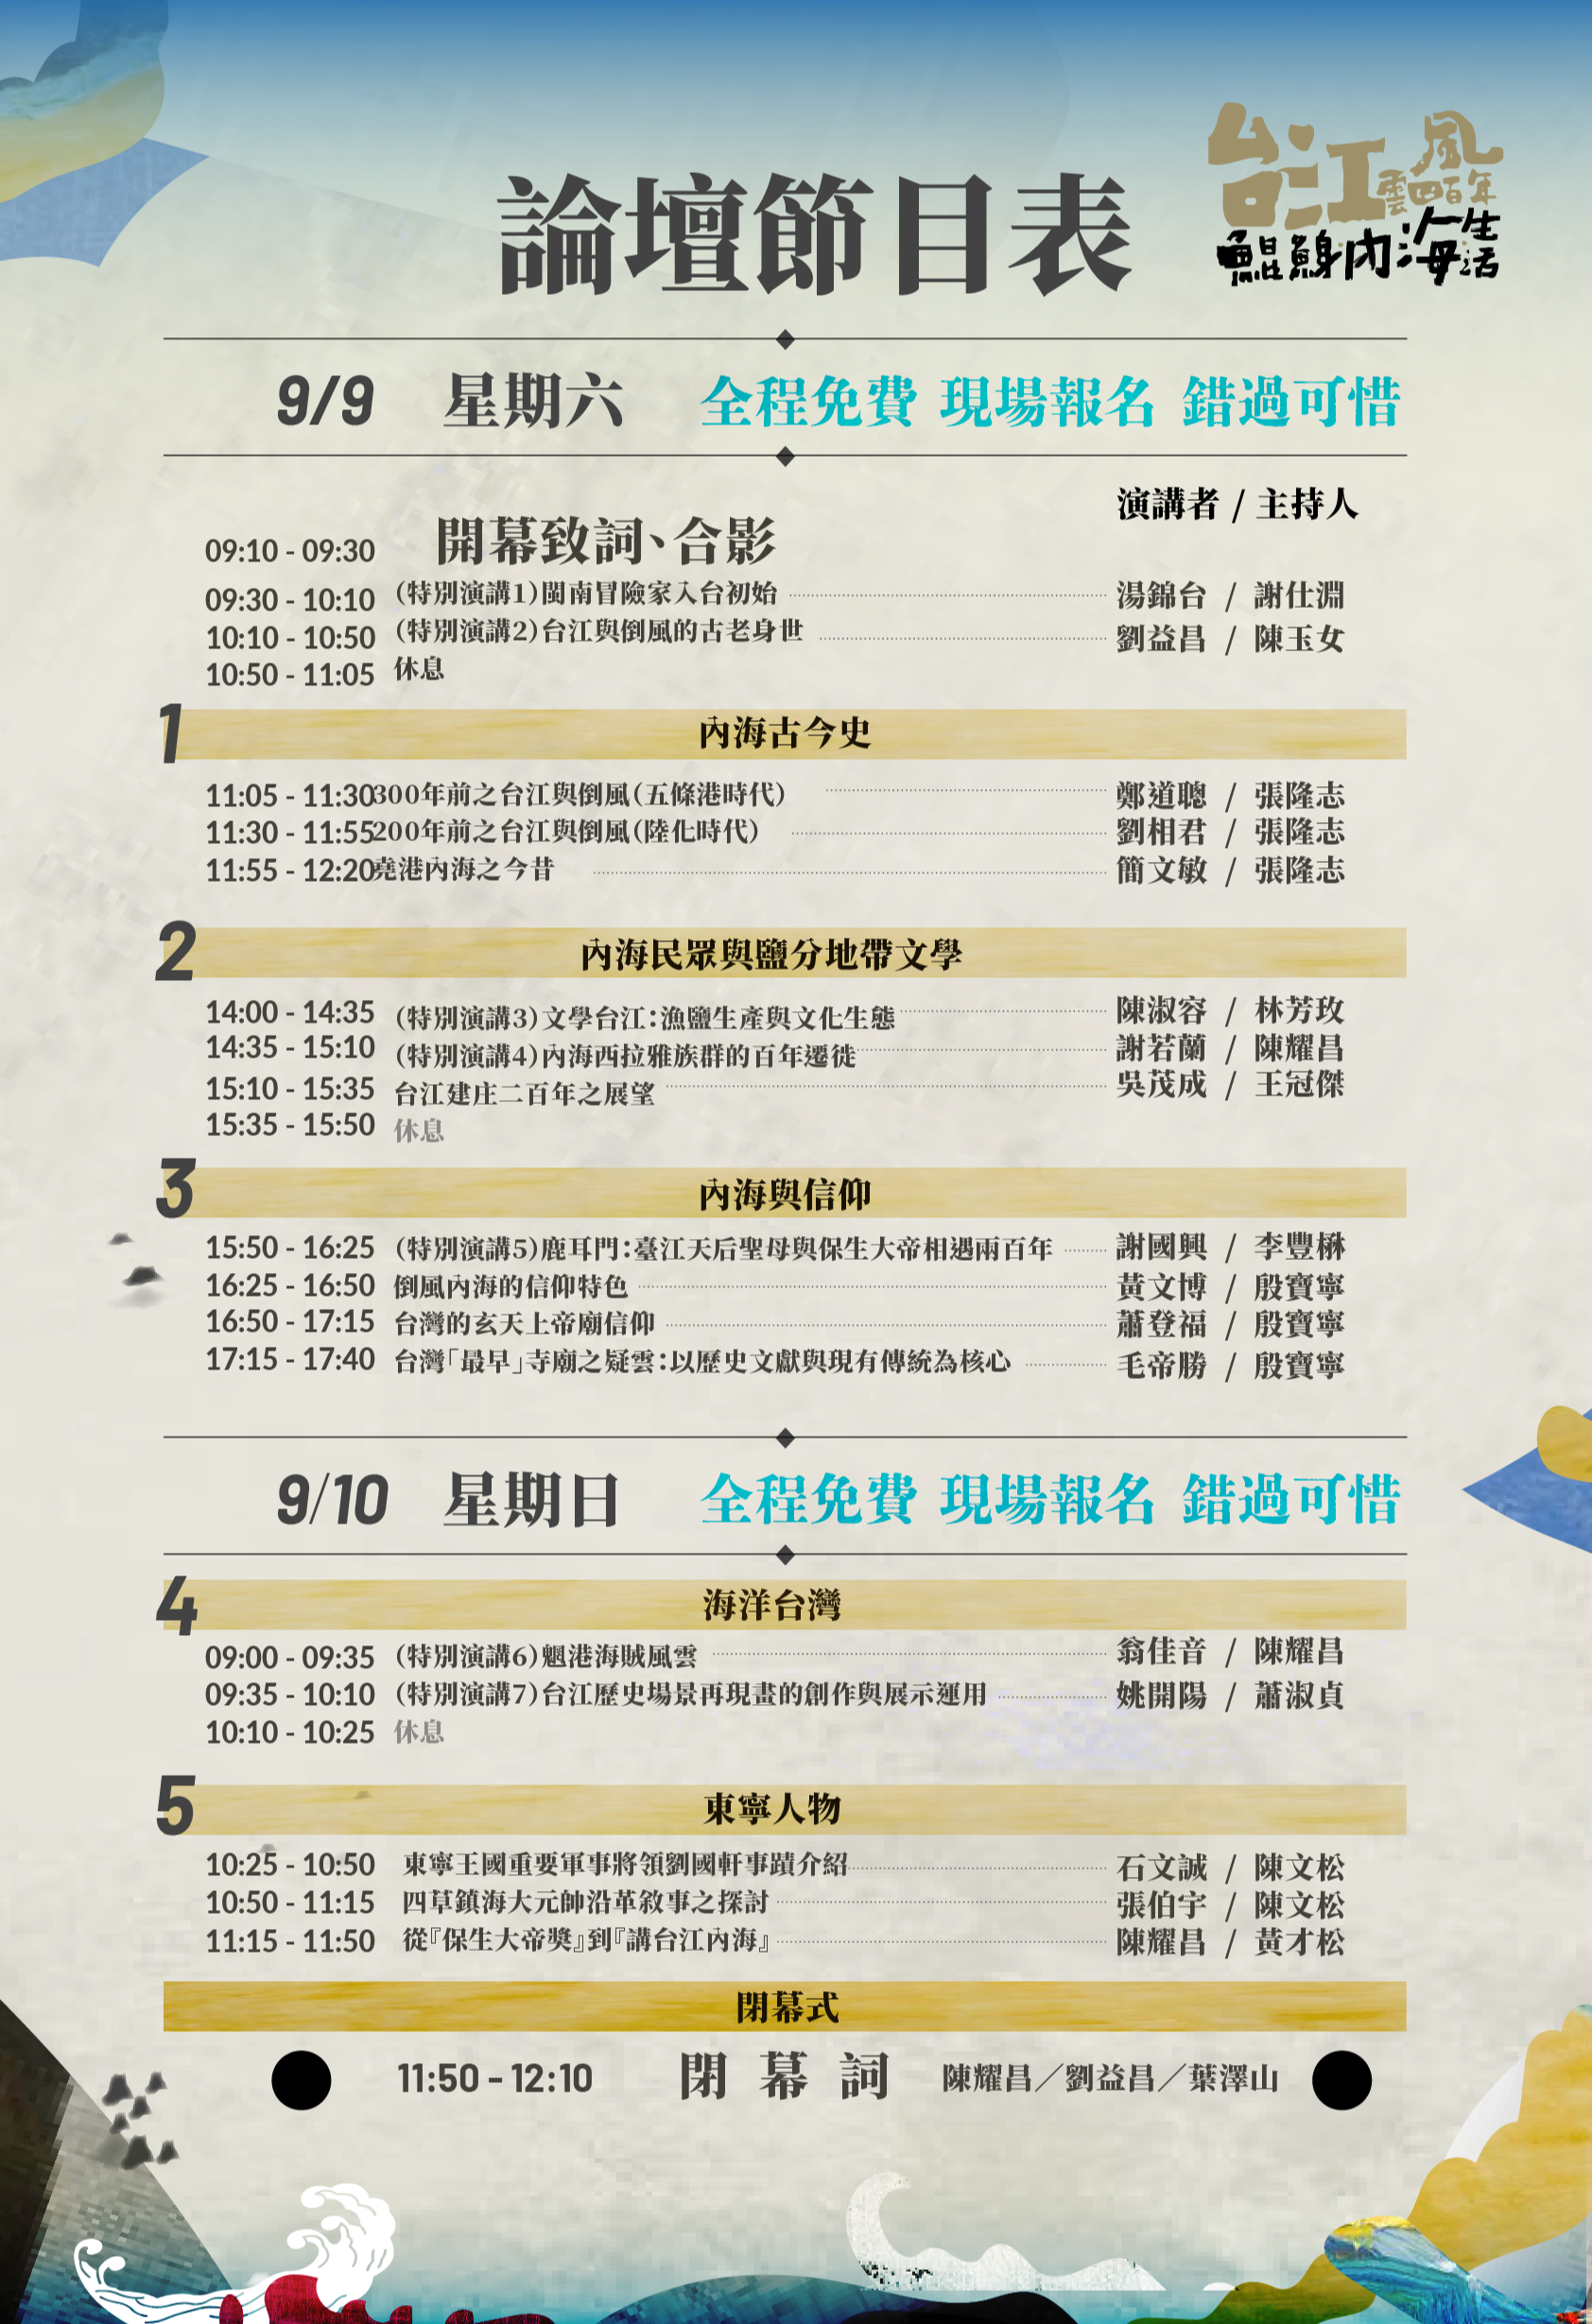 論壇節目表
台江風雲四百年
鯤鯓內海生活
9/9 星期六 全程免費 現場報名 錯過可惜
演講者 / 主持人
09:10 - 09:30 開幕致詞、合影
09:30 - 10:10 (特別演講1)閩南冒險家入台初始 湯錦台 / 謝仕淵
10:10 - 10:50 (特別演講2)台江與倒風的古老身世 劉益昌 / 陳玉女
10:50 - 11:05 休息
1 內海古今史
11:05 - 11:30 300年前之台江與倒風(五條港時代) 鄭道聰 / 張隆志
11:30 - 11:55 200年前之台江與倒風(陸化時代) 劉相君 / 張隆志
11:55 - 12:20 堯港內海之今昔 簡文敏 / 張隆志
2 內海民眾與鹽分地帶文學
14:00 - 14:35 (特別演講3)文學台江:漁鹽生產與文化生態 陳淑容 / 林芳玫
14:35 - 15:10 (特別演講4)內海西拉雅族群的百年遷徙 謝若蘭 / 陳耀昌
15:10 - 15:35 台江建庄二百年之展望 吳茂成 / 王冠傑
15:35 - 15:50 休息
3 內海與信仰
15:50 - 16:25 (特別演講5)鹿耳門:臺江天后聖母與保生大帝相遇兩百年 謝國興 / 李豐楙
16:25 - 16:50 倒風內海的信仰特色 黃文博 / 殷寶寧
16:50 - 17:15 台灣的玄天上帝廟信仰 蕭登福 / 殷寶寧
17:15 - 17:40 台灣「最早」寺廟之疑雲:以歷史文獻與現有傳統為核心 毛帝勝 / 殷寶寧
9/10 星期日 全程免費 現場報名 錯過可惜
4 海洋台灣
09:00 - 09:35 (特別演講6)魍港海賊風雲 翁佳音 / 陳耀昌
09:35 - 10:10 (特別演講7)台江歷史場景再現畫的創作與展示運用 姚開陽 / 蕭淑貞
10:10 - 10:25 休息
5 東寧人物
10:25 - 10:50 東寧王國重要軍事將領劉國軒事蹟介紹 石文誠 / 陳文松
10:50 - 11:15 四草鎮海大元帥沿革敘事之探討 張伯宇 / 陳文松
11:15 - 11:50 從『保生大帝獎』到『講台江內海』 陳耀昌 / 黃才松
閉幕式
11:50 - 12:10 閉幕詞 陳耀昌／劉益昌／葉澤山